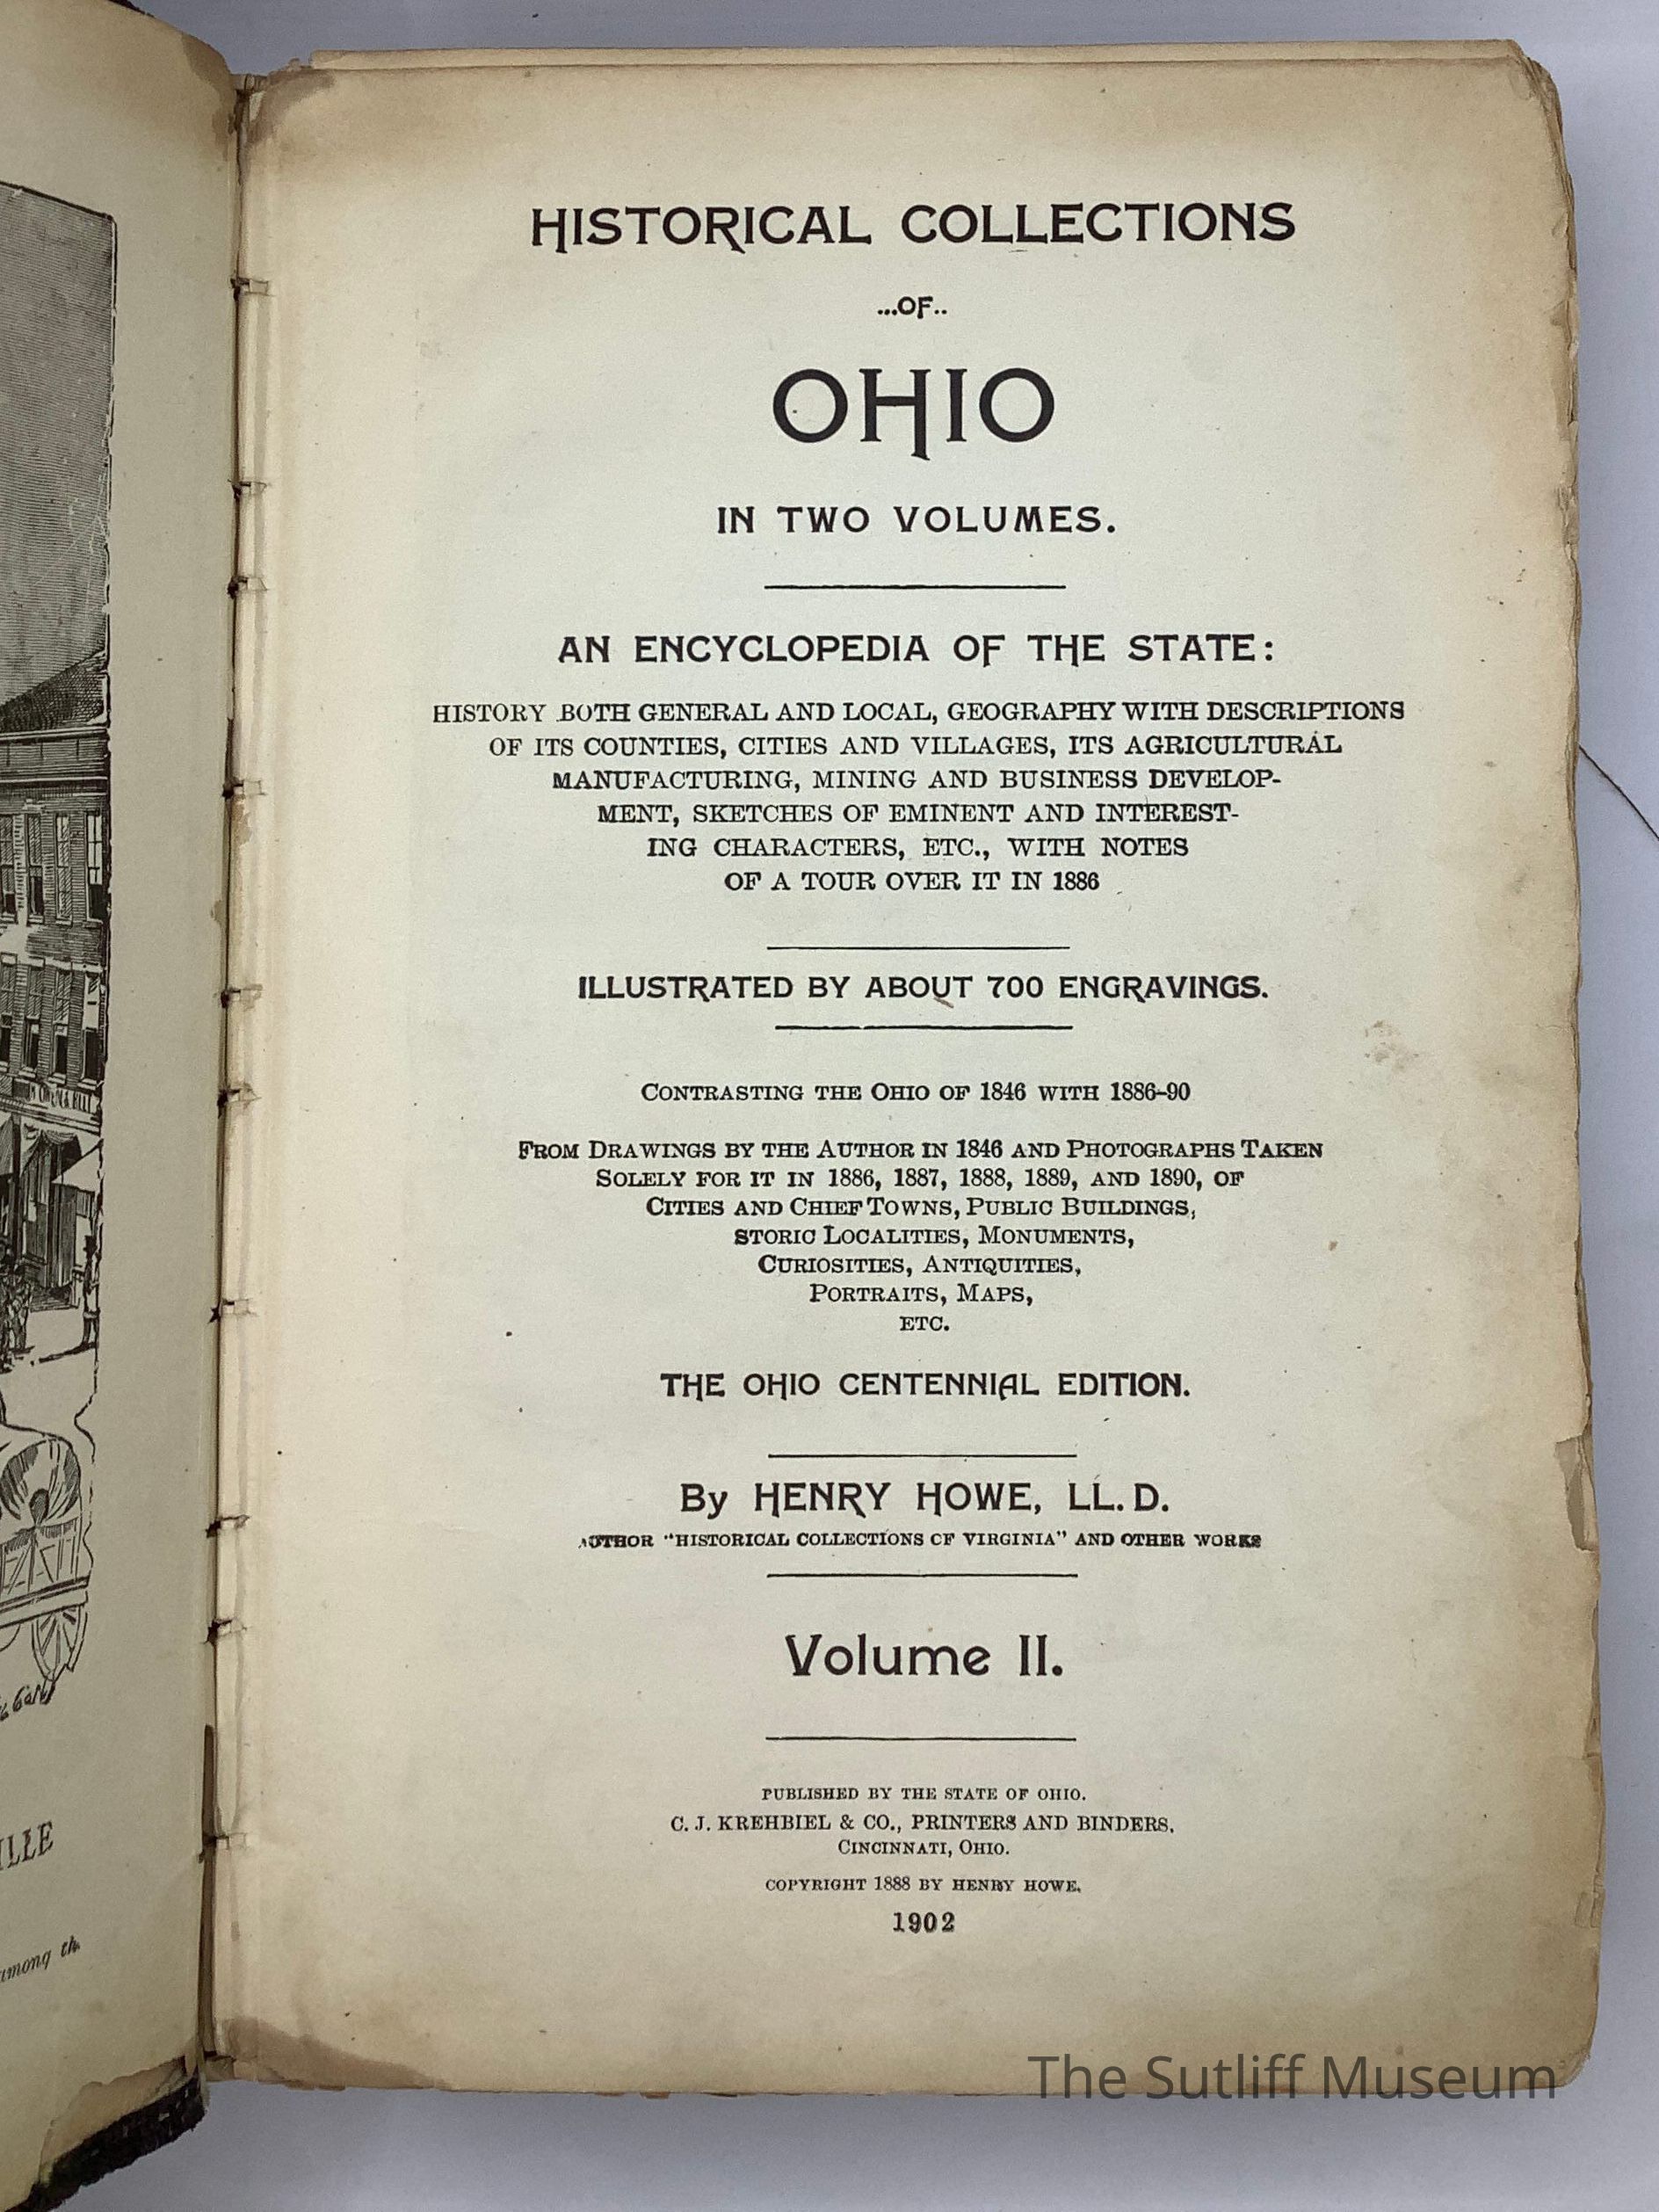 HISTORICAL COLLECTIONS
...OF..
OHIO
IN TWO VOLUMES.
AN ENCYCLOPEDIA OF THE STATE:
HISTORY BOTH GENERAL AND LOCAL, GEOGRAPHY WITH DESCRIPTIONS
OF ITS COUNTIES, CITIES AND VILLAGES, ITS AGRICULTURAL
MANUFACTURING, MINING AND BUSINESS DEVELOP-
MENT, SKETCHES OF EMINENT AND INTEREST-
ING CHARACTERS, ETC., WITH NOTES
OF A TOUR OVER IT IN 1886
ILLUSTRATED BY ABOUT 700 ENGRAVINGS.
CONTRASTING THE OHIO OF 1846 WITH 1886-90
FROM DRAWINGS BY THE AUTHOR IN 1846 AND PHOTOGRAPHS TAKEN
SOLELY FOR IT IN 1886, 1887, 1888, 1889, AND 1890, OF
CITIES AND CHIEF TOWNS, PUBLIC BUILDINGS,
STORIC LOCALITIES, MONUMENTS,
CURIOSITIES, ANTIQUITIES,
PORTRAITS, MAPS,
ETC.
THE OHIO CENTENNIAL EDITION.
By HENRY HOWE, LL. D.
AUTHOR "HISTORICAL COLLECTIONS OF VIRGINIA" AND OTHER WORKS
Volume II.
PUBLISHED BY THE STATE OF OHIO.
C. J. KREHBIEL & CO., PRINTERS AND BINDERS,
CINCINNATI, OHIO.
COPYRIGHT 1888 BY HENRY HOWE.
1902
ILLE
among th
The Sutliff Museum